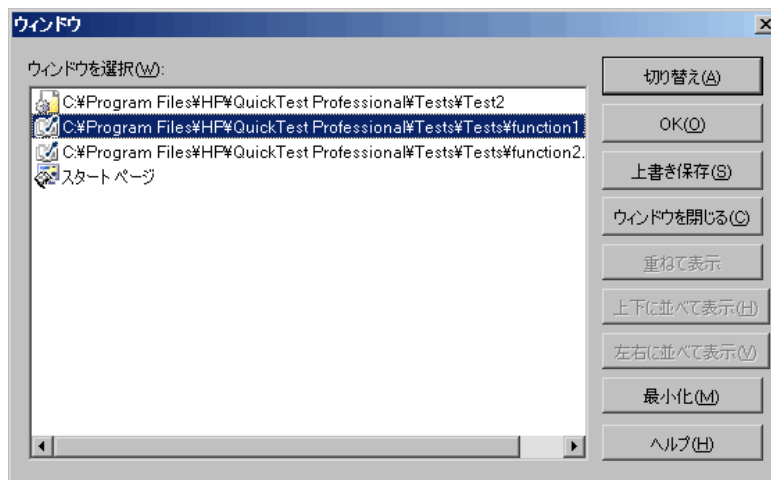 ウィンドウ
ウィンドウを選択(W):
C:¥Program Files¥HP¥QuickTest Professional¥Tests¥Test2
C:¥Program Files¥HP¥QuickTest Professional¥Tests¥Tests¥function1.
C:¥Program Files¥HP¥QuickTest Professional¥Tests¥Tests¥function2.
スタート ページ
切り替え(A)
OK(O)
上書き保存(S)
ウィンドウを閉じる(C)
重ねて表示
上下に並べて表示(H)
左右に並べて表示(V)
最小化(M)
ヘルプ(H)